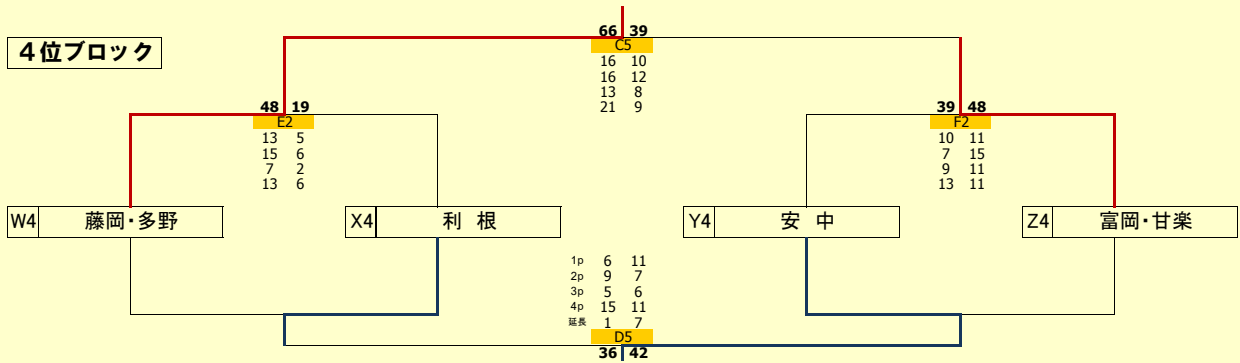 ４位ブロック
66 39
C5
16 10
16 12
13 8
21 9
48 19
E2
13 5
15 6
7 2
13 6
39 48
F2
10 11
7 15
9 11
13 11
W4 藤岡・多野
X4 利 根
Y4 安 中
Z4 富岡・甘楽
1p 6 11
2p 9 7
3p 5 6
4p 15 11
延長 1 7
D5
36 42